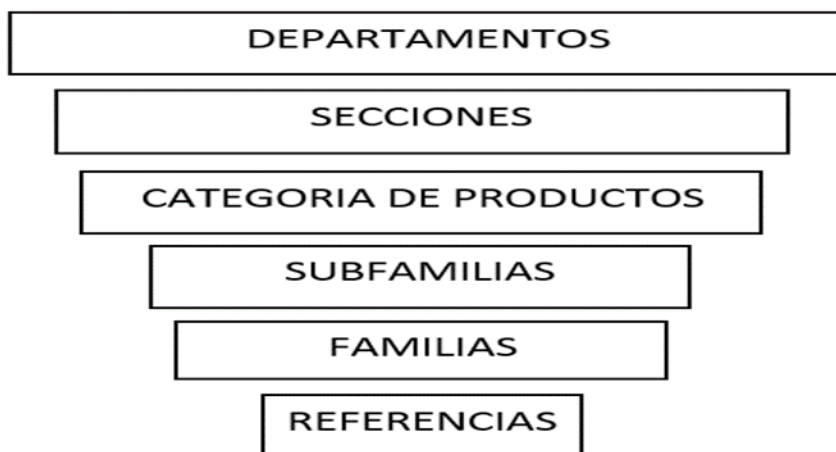 DEPARTAMENTOS
SECCIONES
CATEGORIA DE PRODUCTOS
SUBFAMILIAS
FAMILIAS
REFERENCIAS